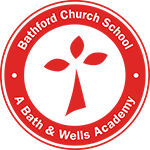 Bathford Church School
A Bath & Wells Academy